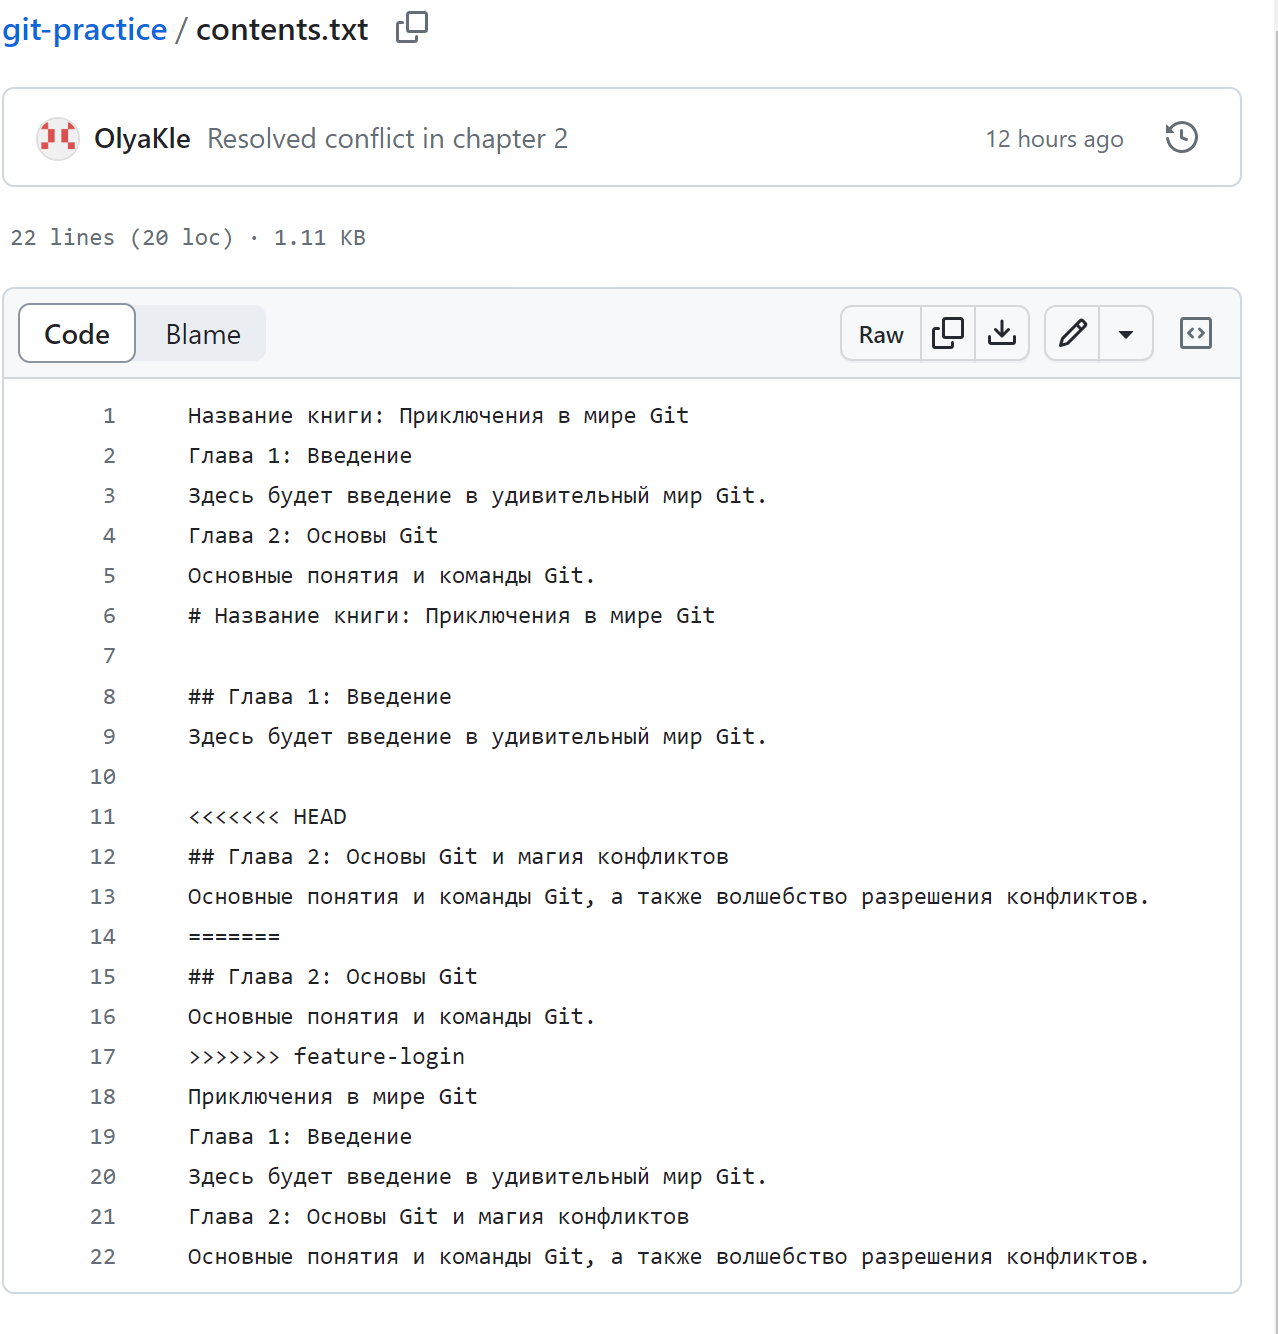 git-practice / contents.txt
OlyaKle Resolved conflict in chapter 2 12 hours ago
22 lines (20 loc) · 1.11 KB
Code Blame Raw
1 Название книги: Приключения в мире Git
2 Глава 1: Введение
3 Здесь будет введение в удивительный мир Git.
4 Глава 2: Основы Git
5 Основные понятия и команды Git.
6 # Название книги: Приключения в мире Git
7
8 ## Глава 1: Введение
9 Здесь будет введение в удивительный мир Git.
10
11 <<<<<<< HEAD
12 ## Глава 2: Основы Git и магия конфликтов
13 Основные понятия и команды Git, а также волшебство разрешения конфликтов.
14 =======
15 ## Глава 2: Основы Git
16 Основные понятия и команды Git.
17 >>>>>>> feature-login
18 Приключения в мире Git
19 Глава 1: Введение
20 Здесь будет введение в удивительный мир Git.
21 Глава 2: Основы Git и магия конфликтов
22 Основные понятия и команды Git, а также волшебство разрешения конфликтов.